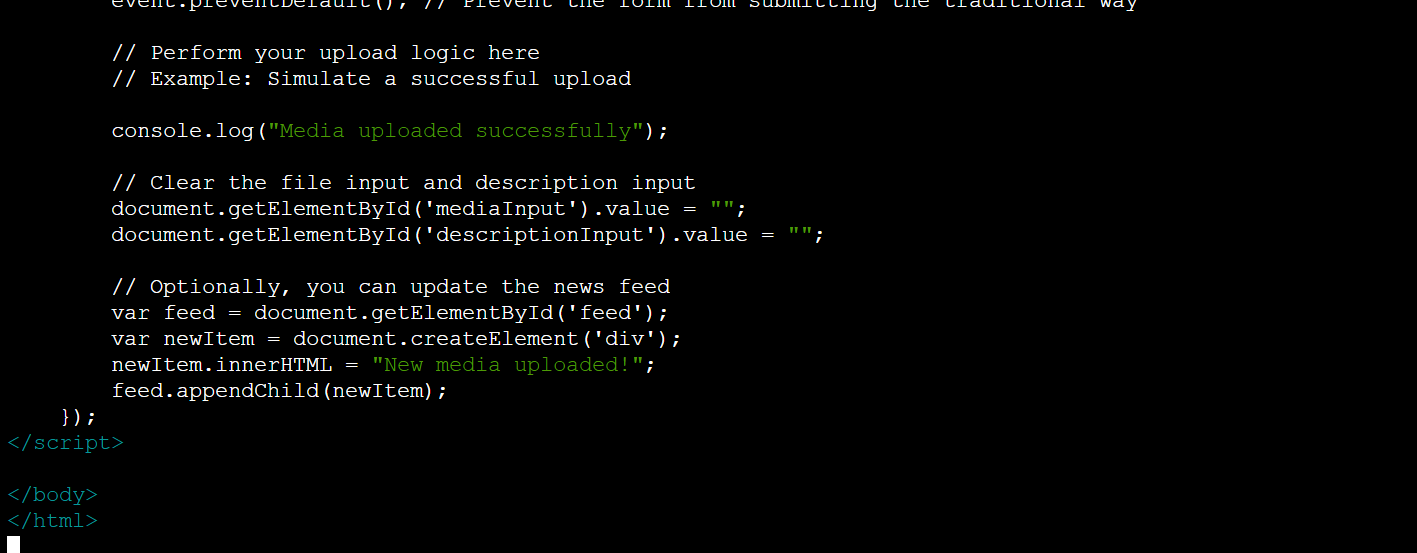 event.preventDefault(); // Prevent the form from submitting the traditional way
// Perform your upload logic here
// Example: Simulate a successful upload
console.log("Media uploaded successfully");
// Clear the file input and description input
document.getElementById('mediaInput').value = "";
document.getElementById('descriptionInput').value = "";
// Optionally, you can update the news feed
var feed = document.getElementById('feed');
var newItem = document.createElement('div');
newItem.innerHTML = "New media uploaded!";
feed.appendChild(newItem);
});
</script>
</body>
</html>